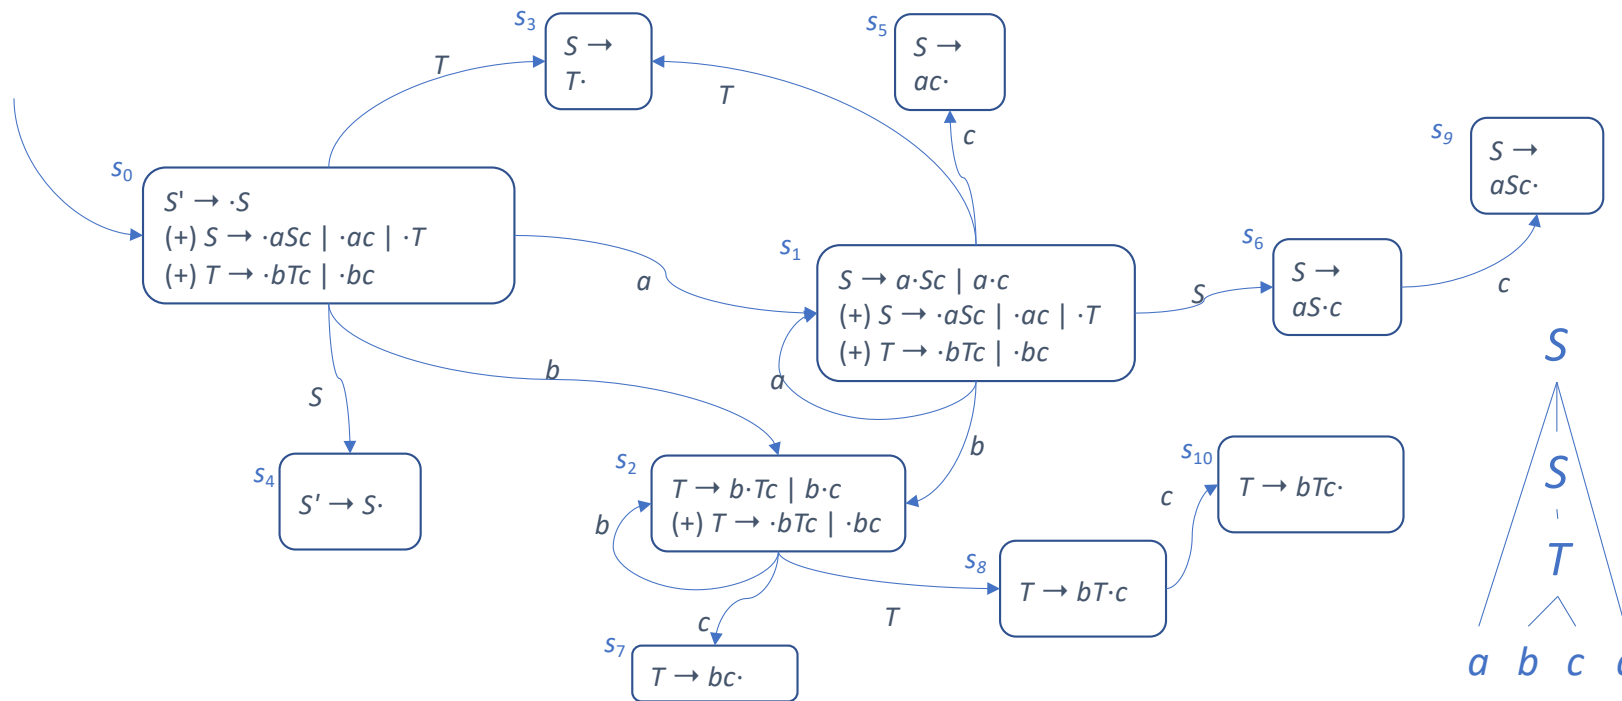 s3
S →
T·
s5
S →
ac·
T
T
c
s9
S →
aSc·
s0
S' → ·S
(+) S → ·aSc | ·ac | ·T
(+) T → ·bTc | ·bc
a
s1
S → a·Sc | a·c
(+) S → ·aSc | ·ac | ·T
(+) T → ·bTc | ·bc
a
S
s6
S →
aS·c
c
S
b
b
s4
S' → S·
s2
T → b·Tc | b·c
(+) T → ·bTc | ·bc
b
c
T
s7
T → bc·
s8
T → bT·c
c
s10
T → bTc·
S
S
T
a b c